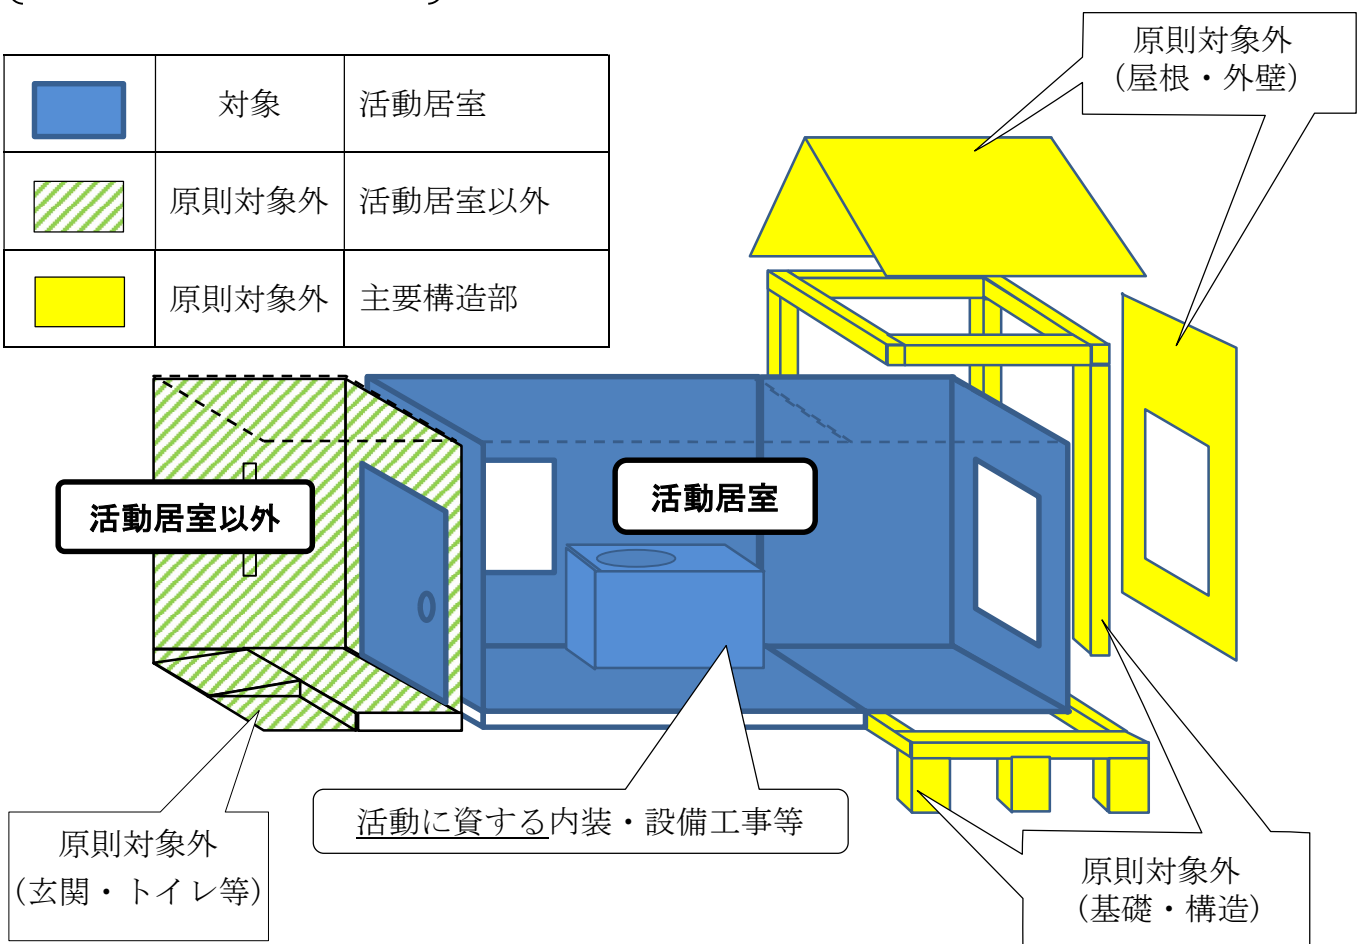 原則対象外
(屋根・外壁)
対象 活動居室
原則対象外 活動居室以外
原則対象外 主要構造部
活動居室以外
活動居室
活動に資する内装・設備工事等
原則対象外
(玄関・トイレ等)
原則対象外
(基礎・構造)